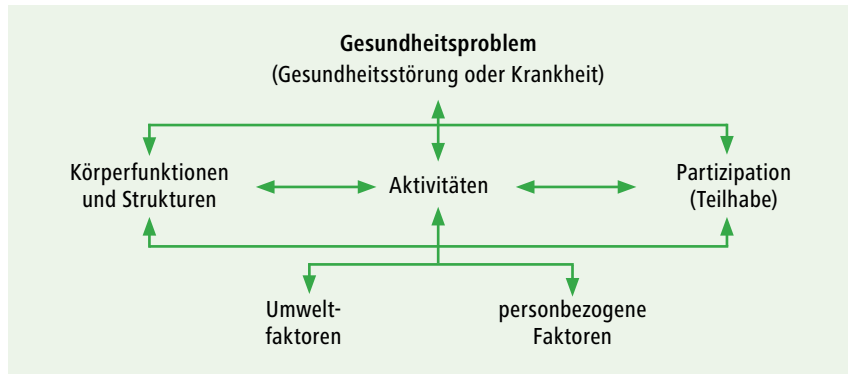 Gesundheitsproblem
(Gesundheitsstörung oder Krankheit)
Körperfunktionen
und Strukturen
Aktivitäten
Partizipation
(Teilhabe)
Umwelt-
faktoren
personbezogene
Faktoren